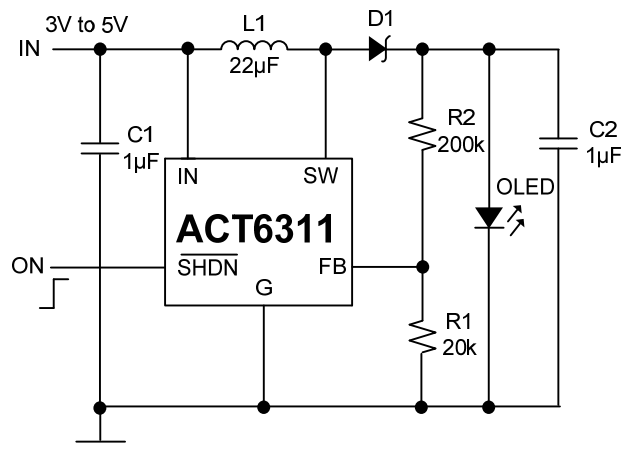 3V to 5V
IN
L1
22µF
D1
C1
1µF
R2
200k
C2
1µF
OLED
IN
SW
ACT6311
ON
SHDN
FB
G
R1
20k